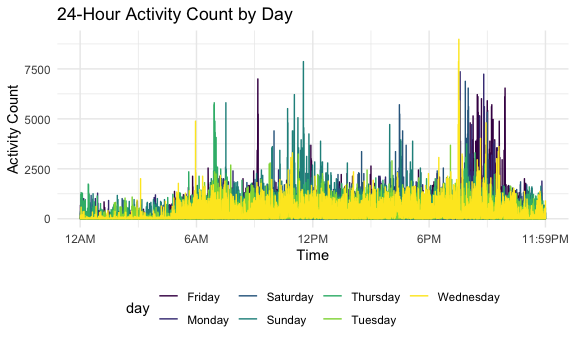 24-Hour Activity Count by Day
Activity Count
7500
5000
2500
0
12AM 6AM 12PM 6PM 11:59PM
Time
day
Friday Saturday Thursday Wednesday
Monday Sunday Tuesday